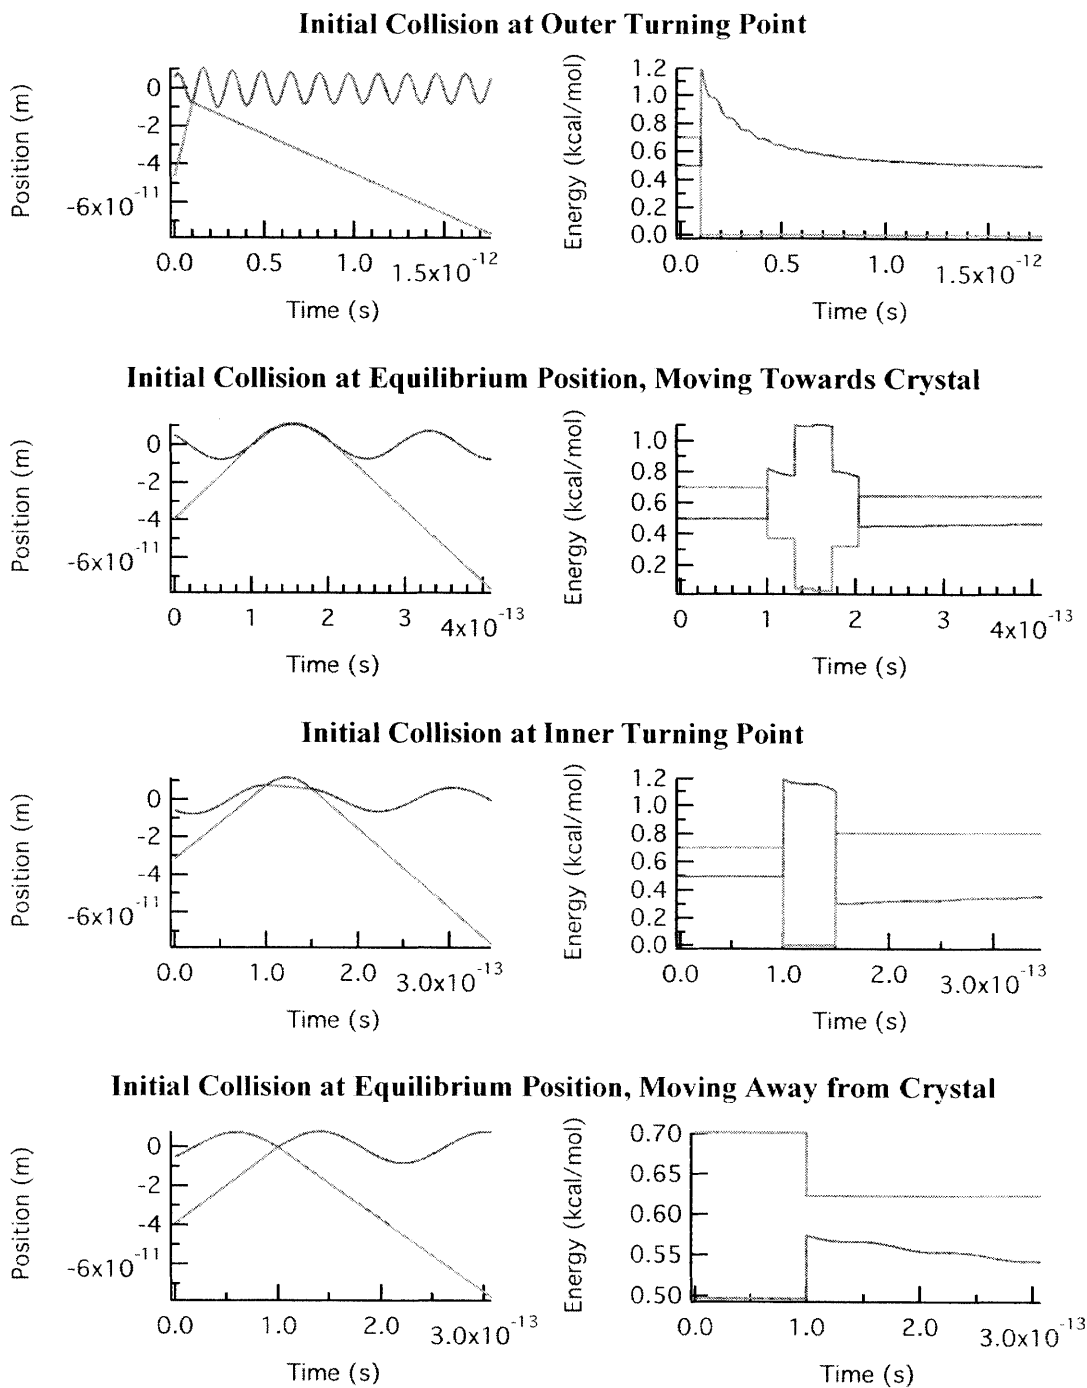 Initial Collision at Outer Turning Point
Position (m)
0
-2
-4
-6x10⁻¹¹
0.0
0.5
1.0
1.5x10⁻¹²
Time (s)
Energy (kcal/mol)
1.2
1.0
0.8
0.6
0.4
0.2
0.0
0.0
0.5
1.0
1.5x10⁻¹²
Time (s)
Initial Collision at Equilibrium Position, Moving Towards Crystal
Position (m)
0
-2
-4
-6x10⁻¹¹
0
1
2
3
4x10⁻¹³
Time (s)
Energy (kcal/mol)
1.0
0.8
0.6
0.4
0.2
0
1
2
4x10⁻¹³
Time (s)
Initial Collision at Inner Turning Point
Position (m)
0
-2
-4
-6x10⁻¹¹
0.0
1.0
2.0
3.0x10⁻¹³
Time (s)
Energy (kcal/mol)
1.2
1.0
0.8
0.6
0.4
0.2
0.0
0.0
1.0
2.0
3.0x10⁻¹³
Time (s)
Initial Collision at Equilibrium Position, Moving Away from Crystal
Position (m)
0
-2
-4
-6x10⁻¹¹
0.0
1.0
2.0
3.0x10⁻¹³
Time (s)
Energy (kcal/mol)
0.70
0.65
0.60
0.55
0.50
0.0
1.0
2.0
3.0x10⁻¹³
Time (s)